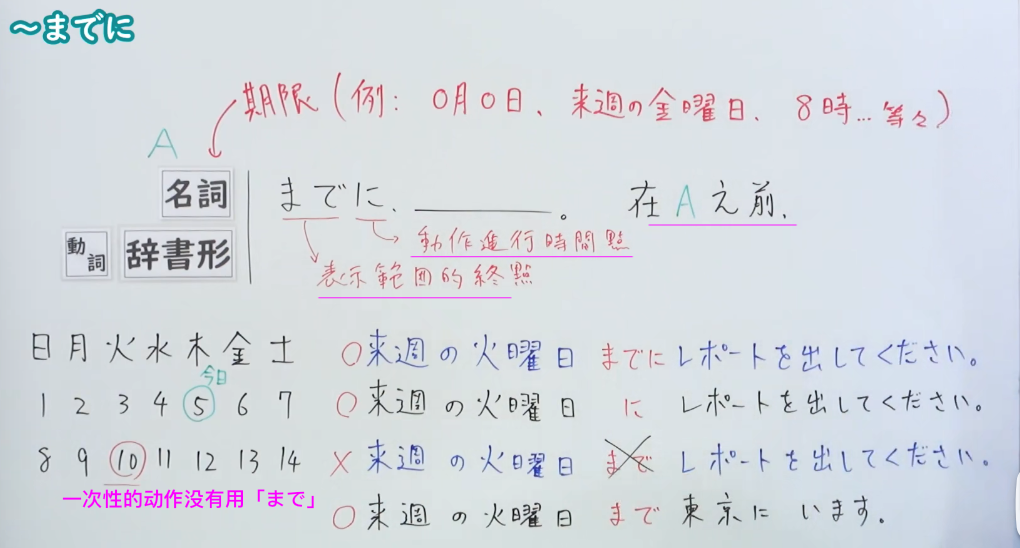 ～までに
期限（例：0月0日、来週の金曜日、8時…等々）
A
名詞
動詞 辞書形
までに、＿＿＿。 在A之前.
動作進行時間點
表示範囲的終點
日月火水木金土
今日
1 2 3 4 5 6 7
8 9 10 11 12 13 14
一次性的动作没有用「まで」
○来週の火曜日までにレポートを出してください。
○来週の火曜日にレポートを出してください。
×来週の火曜日までレポートを出してください。
○来週の火曜日まで東京にいます。